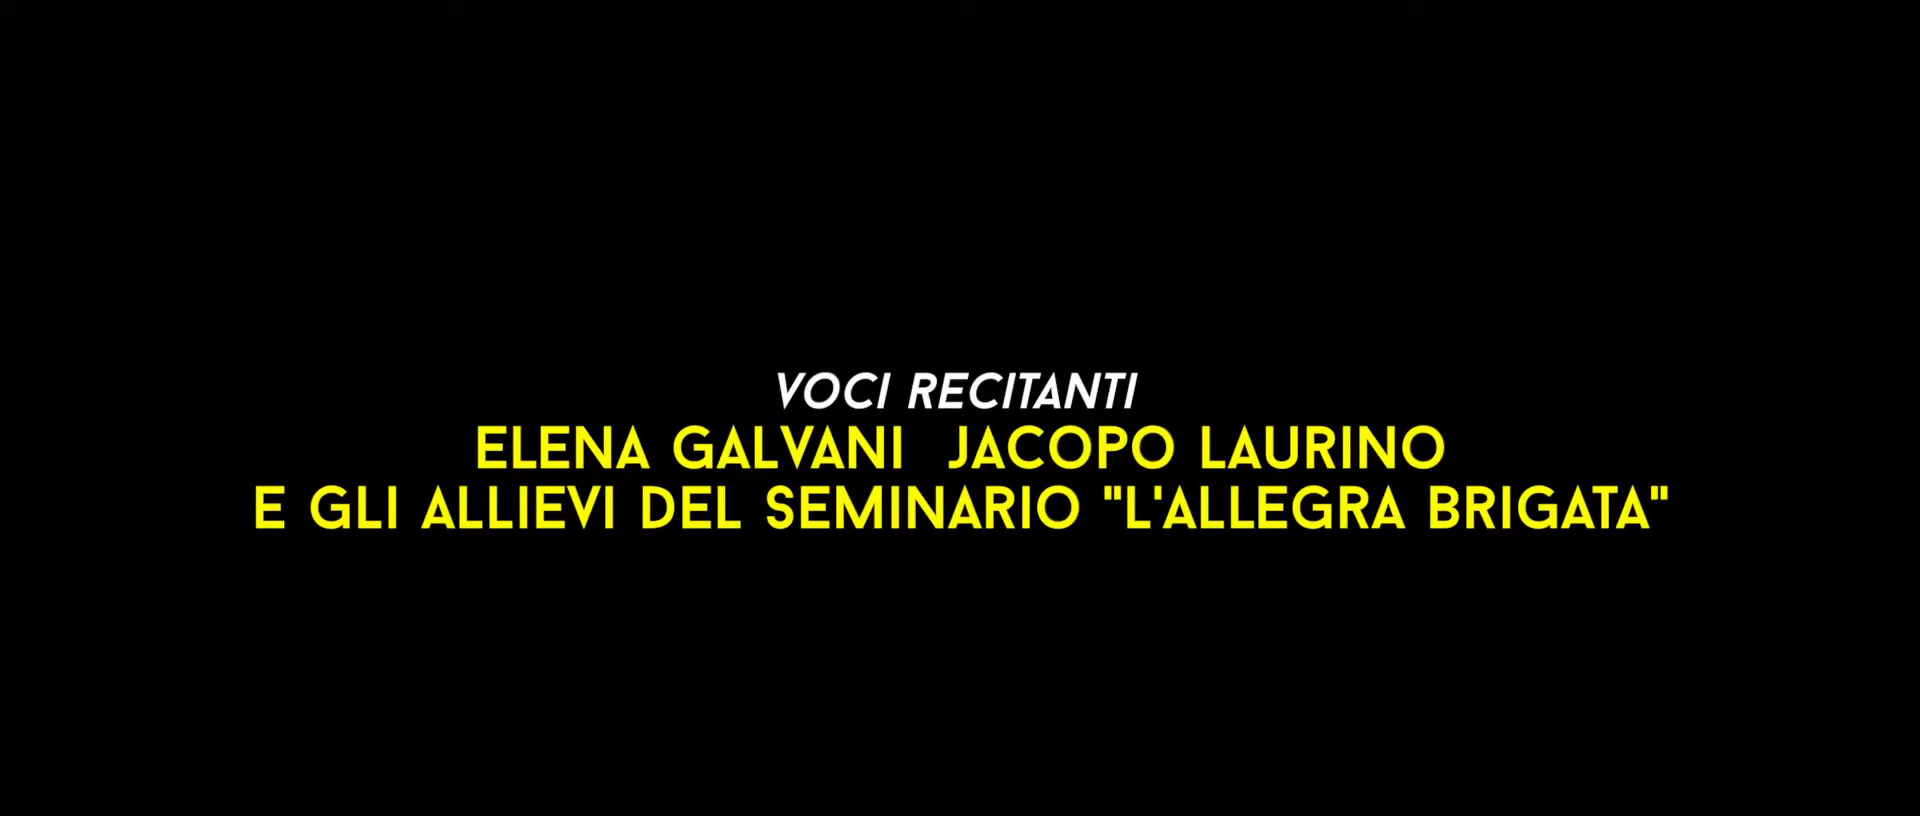 VOCI RECITANTI
ELENA GALVANI JACOPO LAURINO
E GLI ALLIEVI DEL SEMINARIO "L'ALLEGRA BRIGATA"